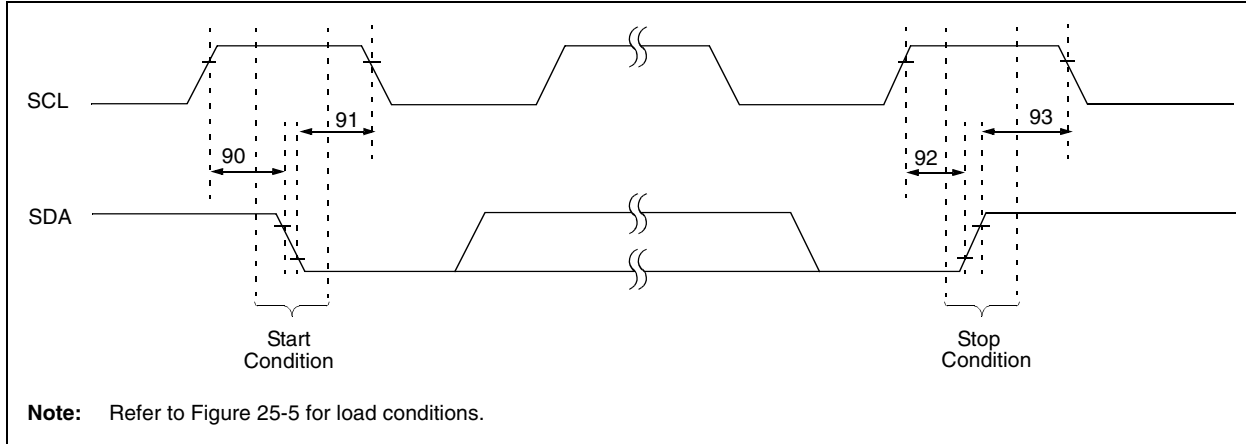 SCL
91
93
90
92
SDA
Start
Condition
Stop
Condition
Note: Refer to Figure 25-5 for load conditions.